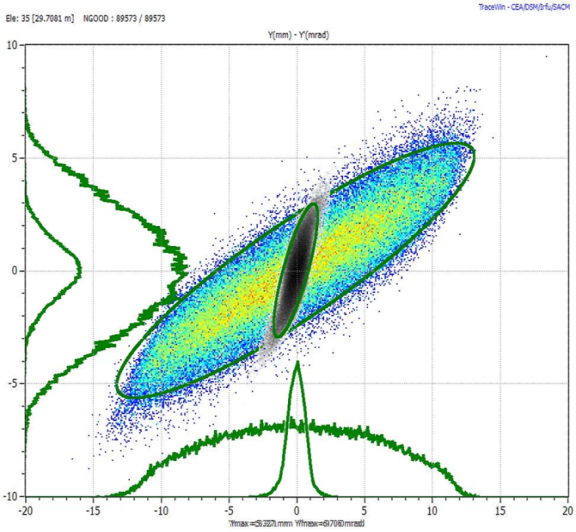 TraceWin - CEA/DSM/Irfu/SACM
Ele: 35 [29.7081 m] NGOOD : 89573 / 89573
Y(mm) - Y'(mrad)
10
5
0
-5
-10
-20 -15 -10 -5 0 5 10 15 20